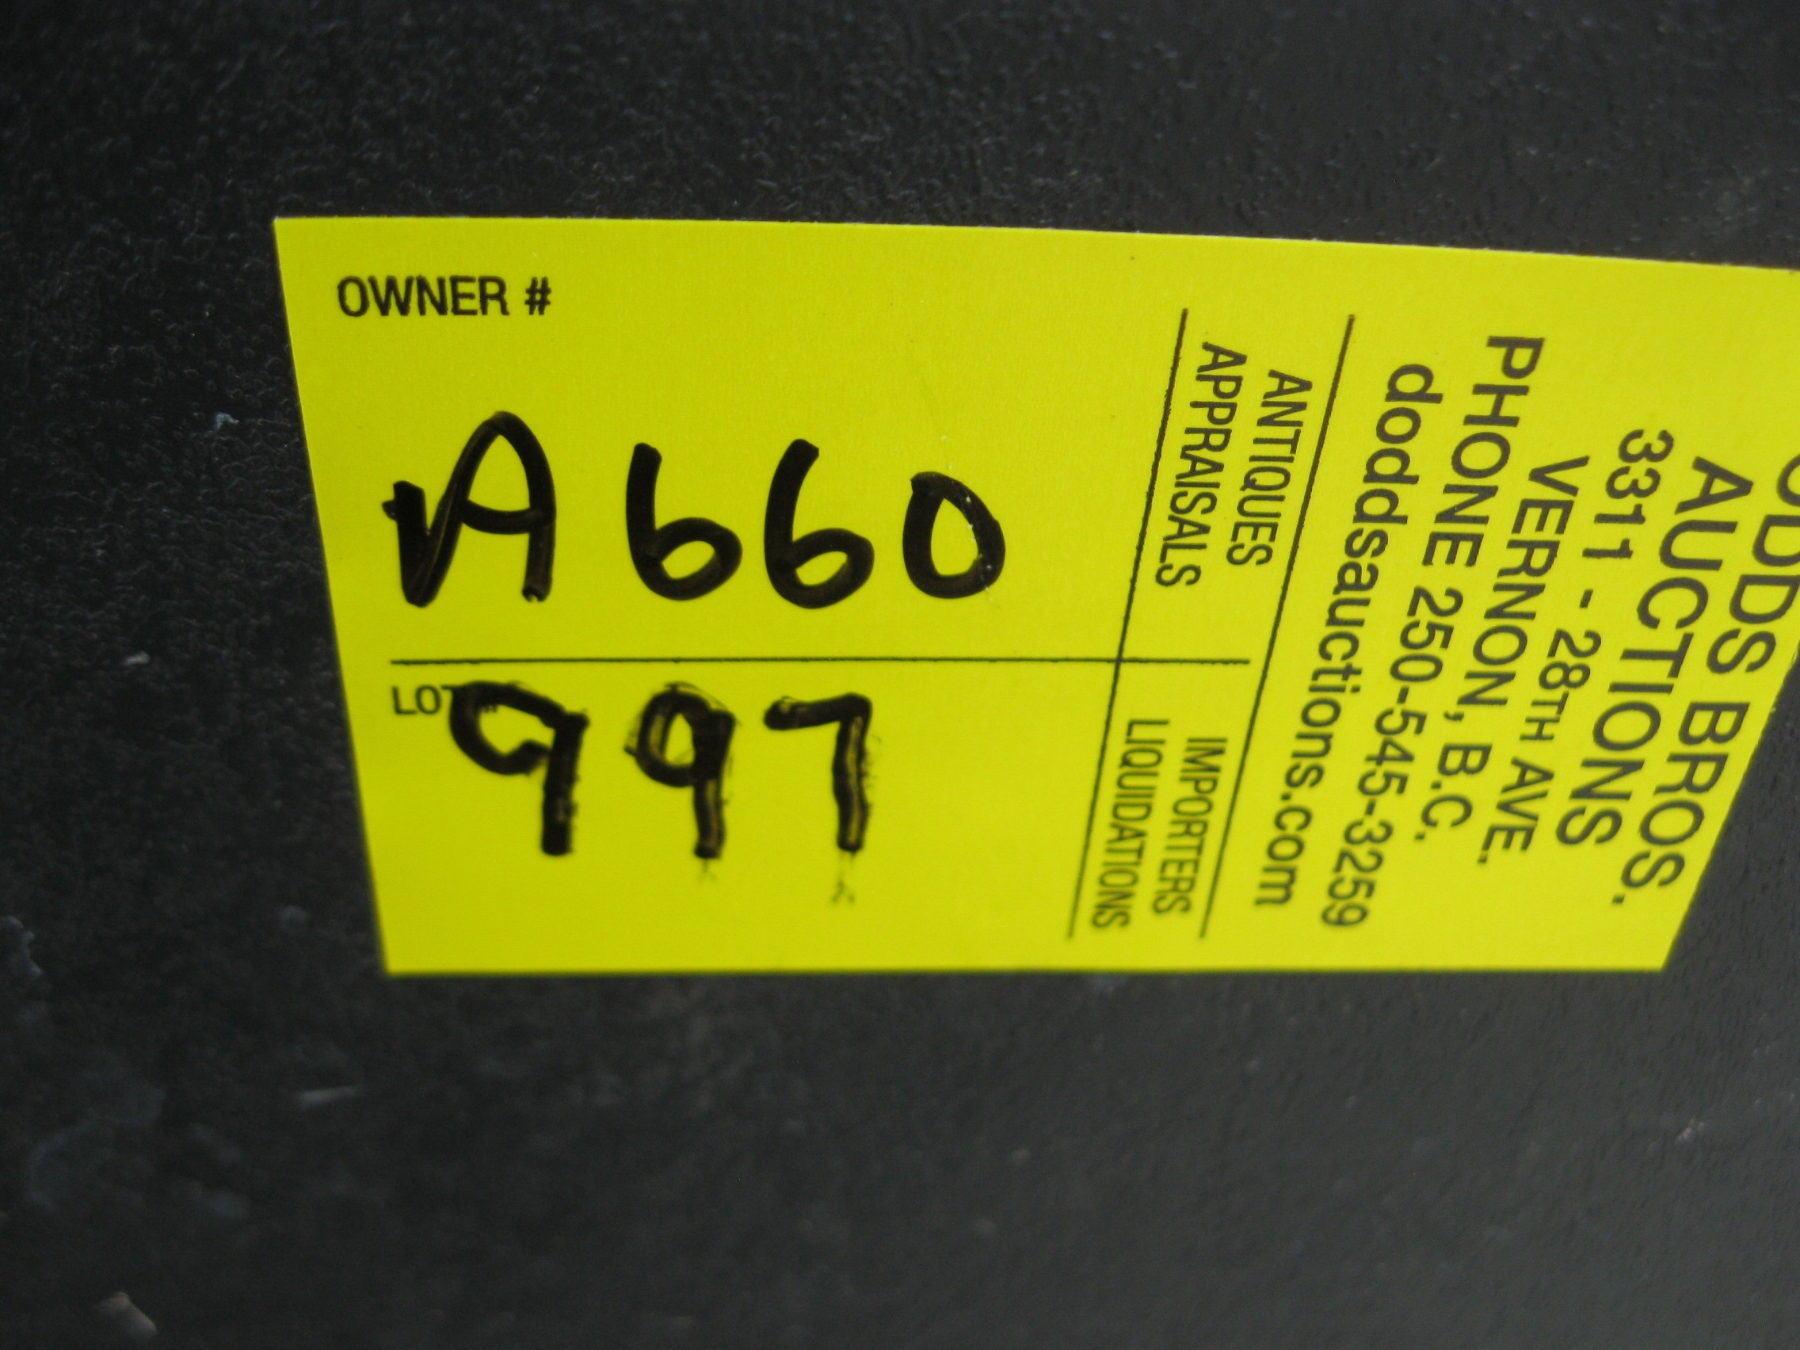 OWNER #
A660
LOT #
997
ANTIQUES
APPRAISALS
IMPORTERS
LIQUIDATIONS
ODDS BROS.
AUCTIONS
3311 - 28TH AVE.
VERNON, B.C.
PHONE 250-545-3259
doddsauctions.com